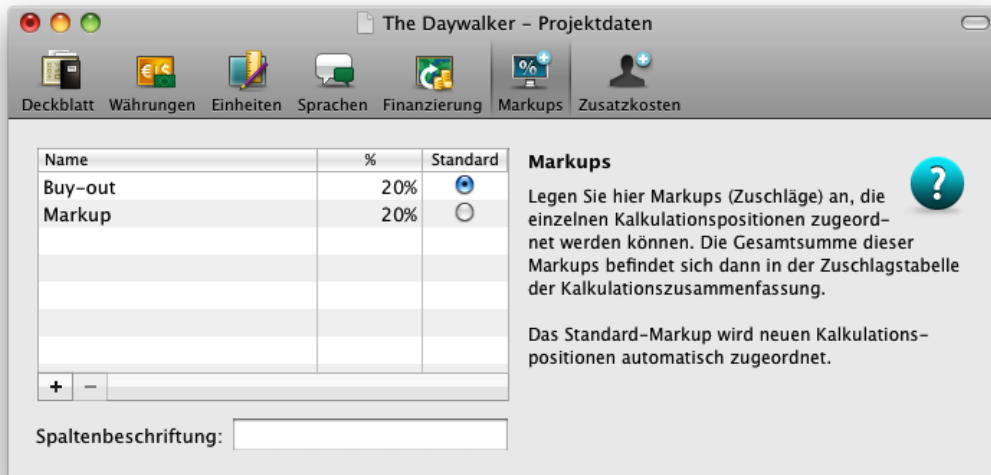 The Daywalker – Projektdaten
Deckblatt Währungen Einheiten Sprachen Finanzierung Markups Zusatzkosten
Name % Standard
Buy-out 20%
Markup 20%
+ –
Spaltenbeschriftung:
Markups
Legen Sie hier Markups (Zuschläge) an, die
einzelnen Kalkulationspositionen zugeord-
net werden können. Die Gesamtsumme dieser
Markups befindet sich dann in der Zuschlagstabelle
der Kalkulationszusammenfassung.
Das Standard-Markup wird neuen Kalkulations-
positionen automatisch zugeordnet.
?